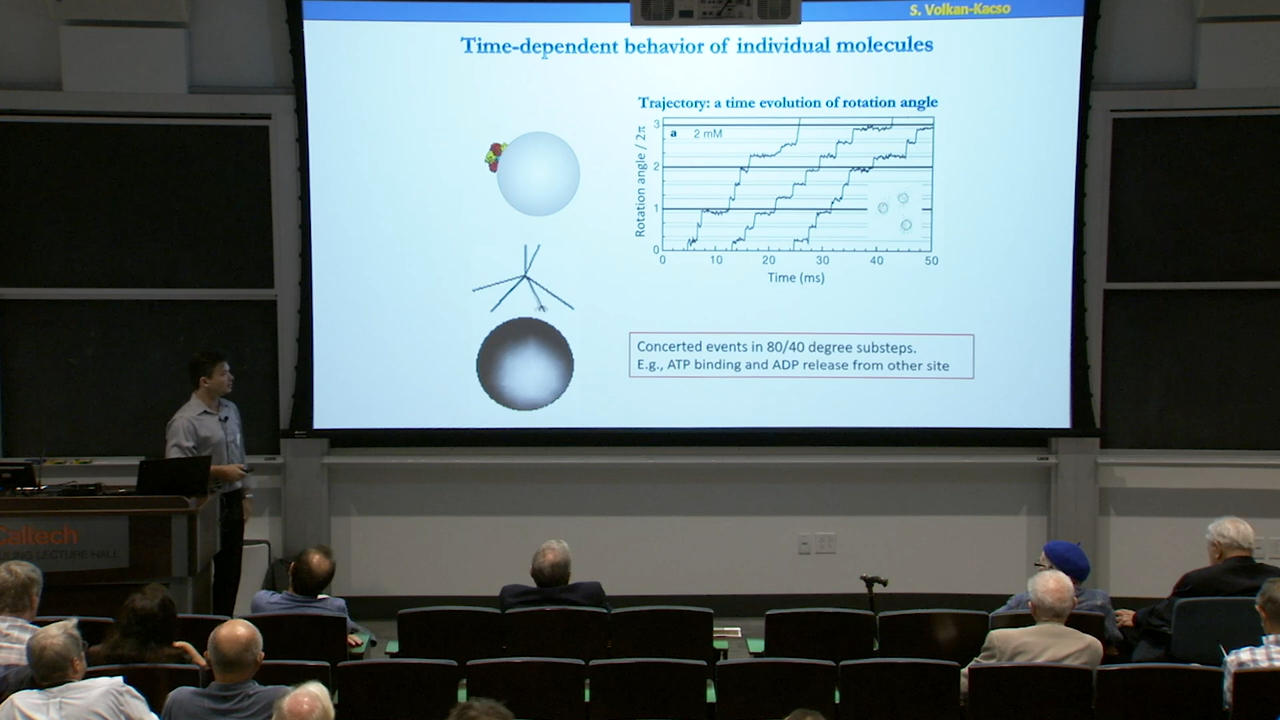 S. Volkan-Kacso
Time-dependent behavior of individual molecules
Trajectory: a time evolution of rotation angle
a 2 mM
Rotation angle / 2π
3
2
1
0
0 10 20 30 40 50
Time (ms)
Concerted events in 80/40 degree substeps.
E.g., ATP binding and ADP release from other site
Caltech
LECTURE HALL